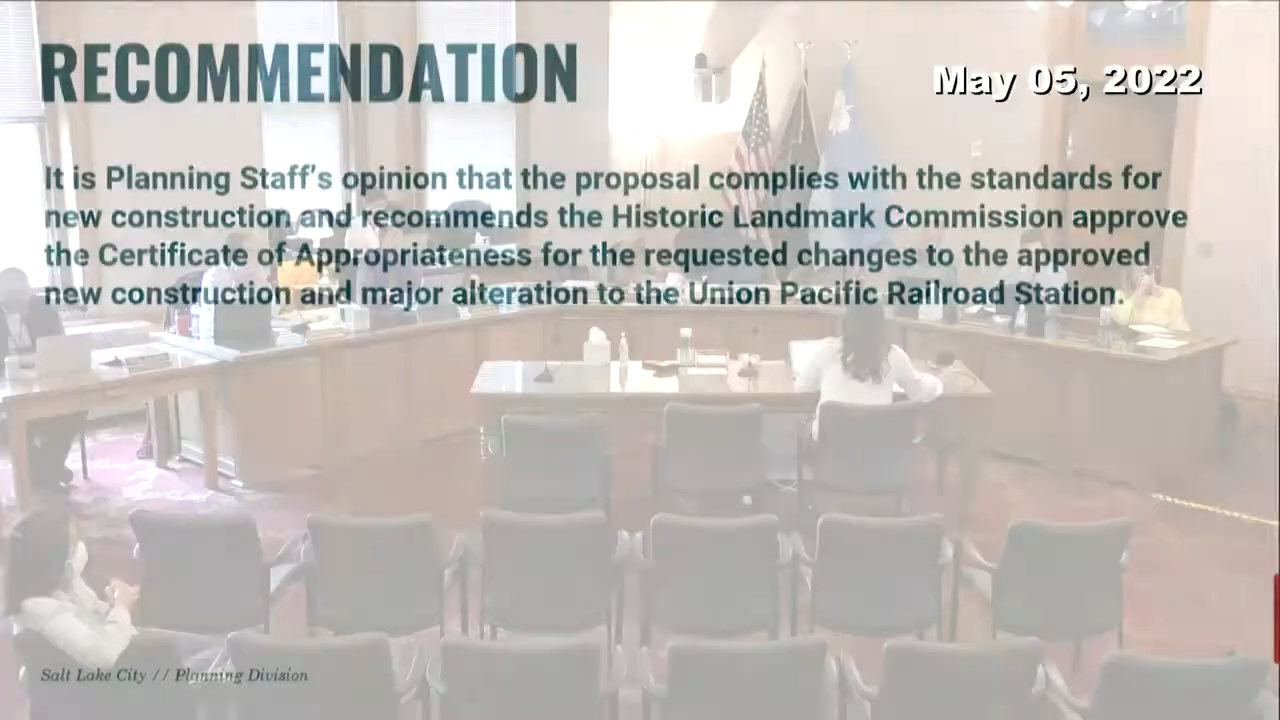 RECOMMENDATION
May 05, 2022
It is Planning Staff's opinion that the proposal complies with the standards for
new construction and recommends the Historic Landmark Commission approve
the Certificate of Appropriateness for the requested changes to the approved
new construction and major alteration to the Union Pacific Railroad Station.
Salt Lake City // Planning Division